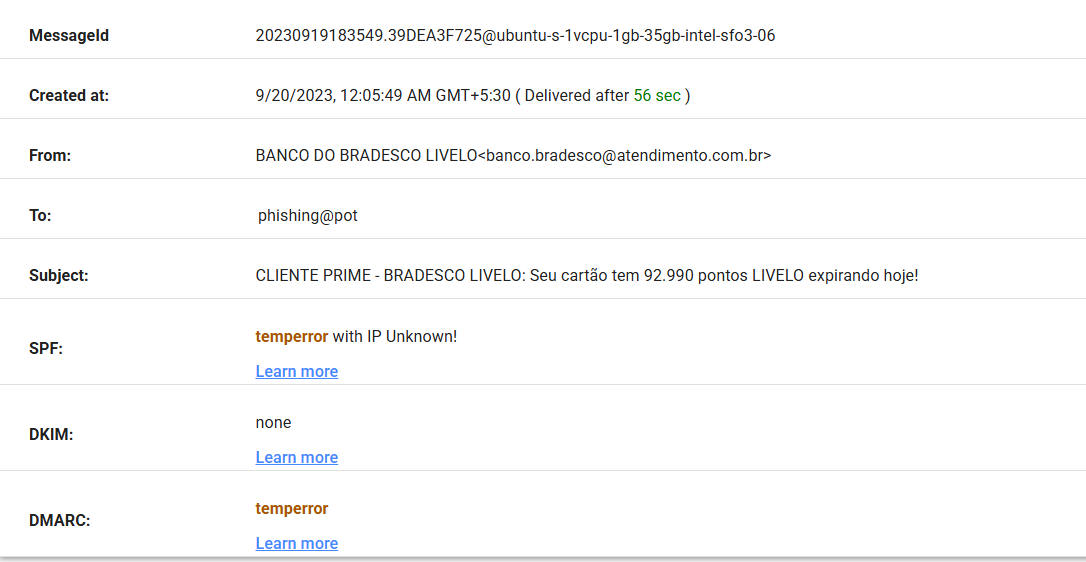 MessageId 20230919183549.39DEA3F725@ubuntu-s-1vcpu-1gb-35gb-intel-sfo3-06
Created at: 9/20/2023, 12:05:49 AM GMT+5:30 ( Delivered after 56 sec )
From: BANCO DO BRADESCO LIVELO<banco.bradesco@atendimento.com.br>
To: phishing@pot
Subject: CLIENTE PRIME - BRADESCO LIVELO: Seu cartão tem 92.990 pontos LIVELO expirando hoje!
SPF: temperror with IP Unknown!
Learn more
DKIM: none
Learn more
DMARC: temperror
Learn more